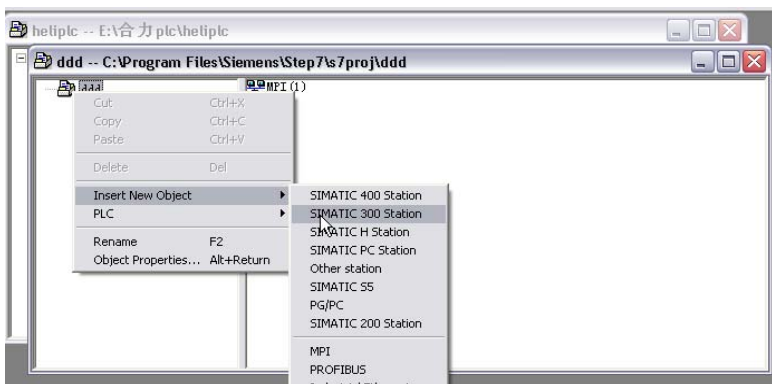 heliplc -- E:\合力plc\heliplc
ddd -- C:\Program Files\Siemens\Step7\s7proj\ddd
ddd
MPI(1)
Cut Ctrl+X
Copy Ctrl+C
Paste Ctrl+V
Delete Del
Insert New Object
PLC
Rename F2
Object Properties... Alt+Return
SIMATIC 400 Station
SIMATIC 300 Station
SIMATIC H Station
SIMATIC PC Station
Other station
SIMATIC S5
PG/PC
SIMATIC 200 Station
MPI
PROFIBUS